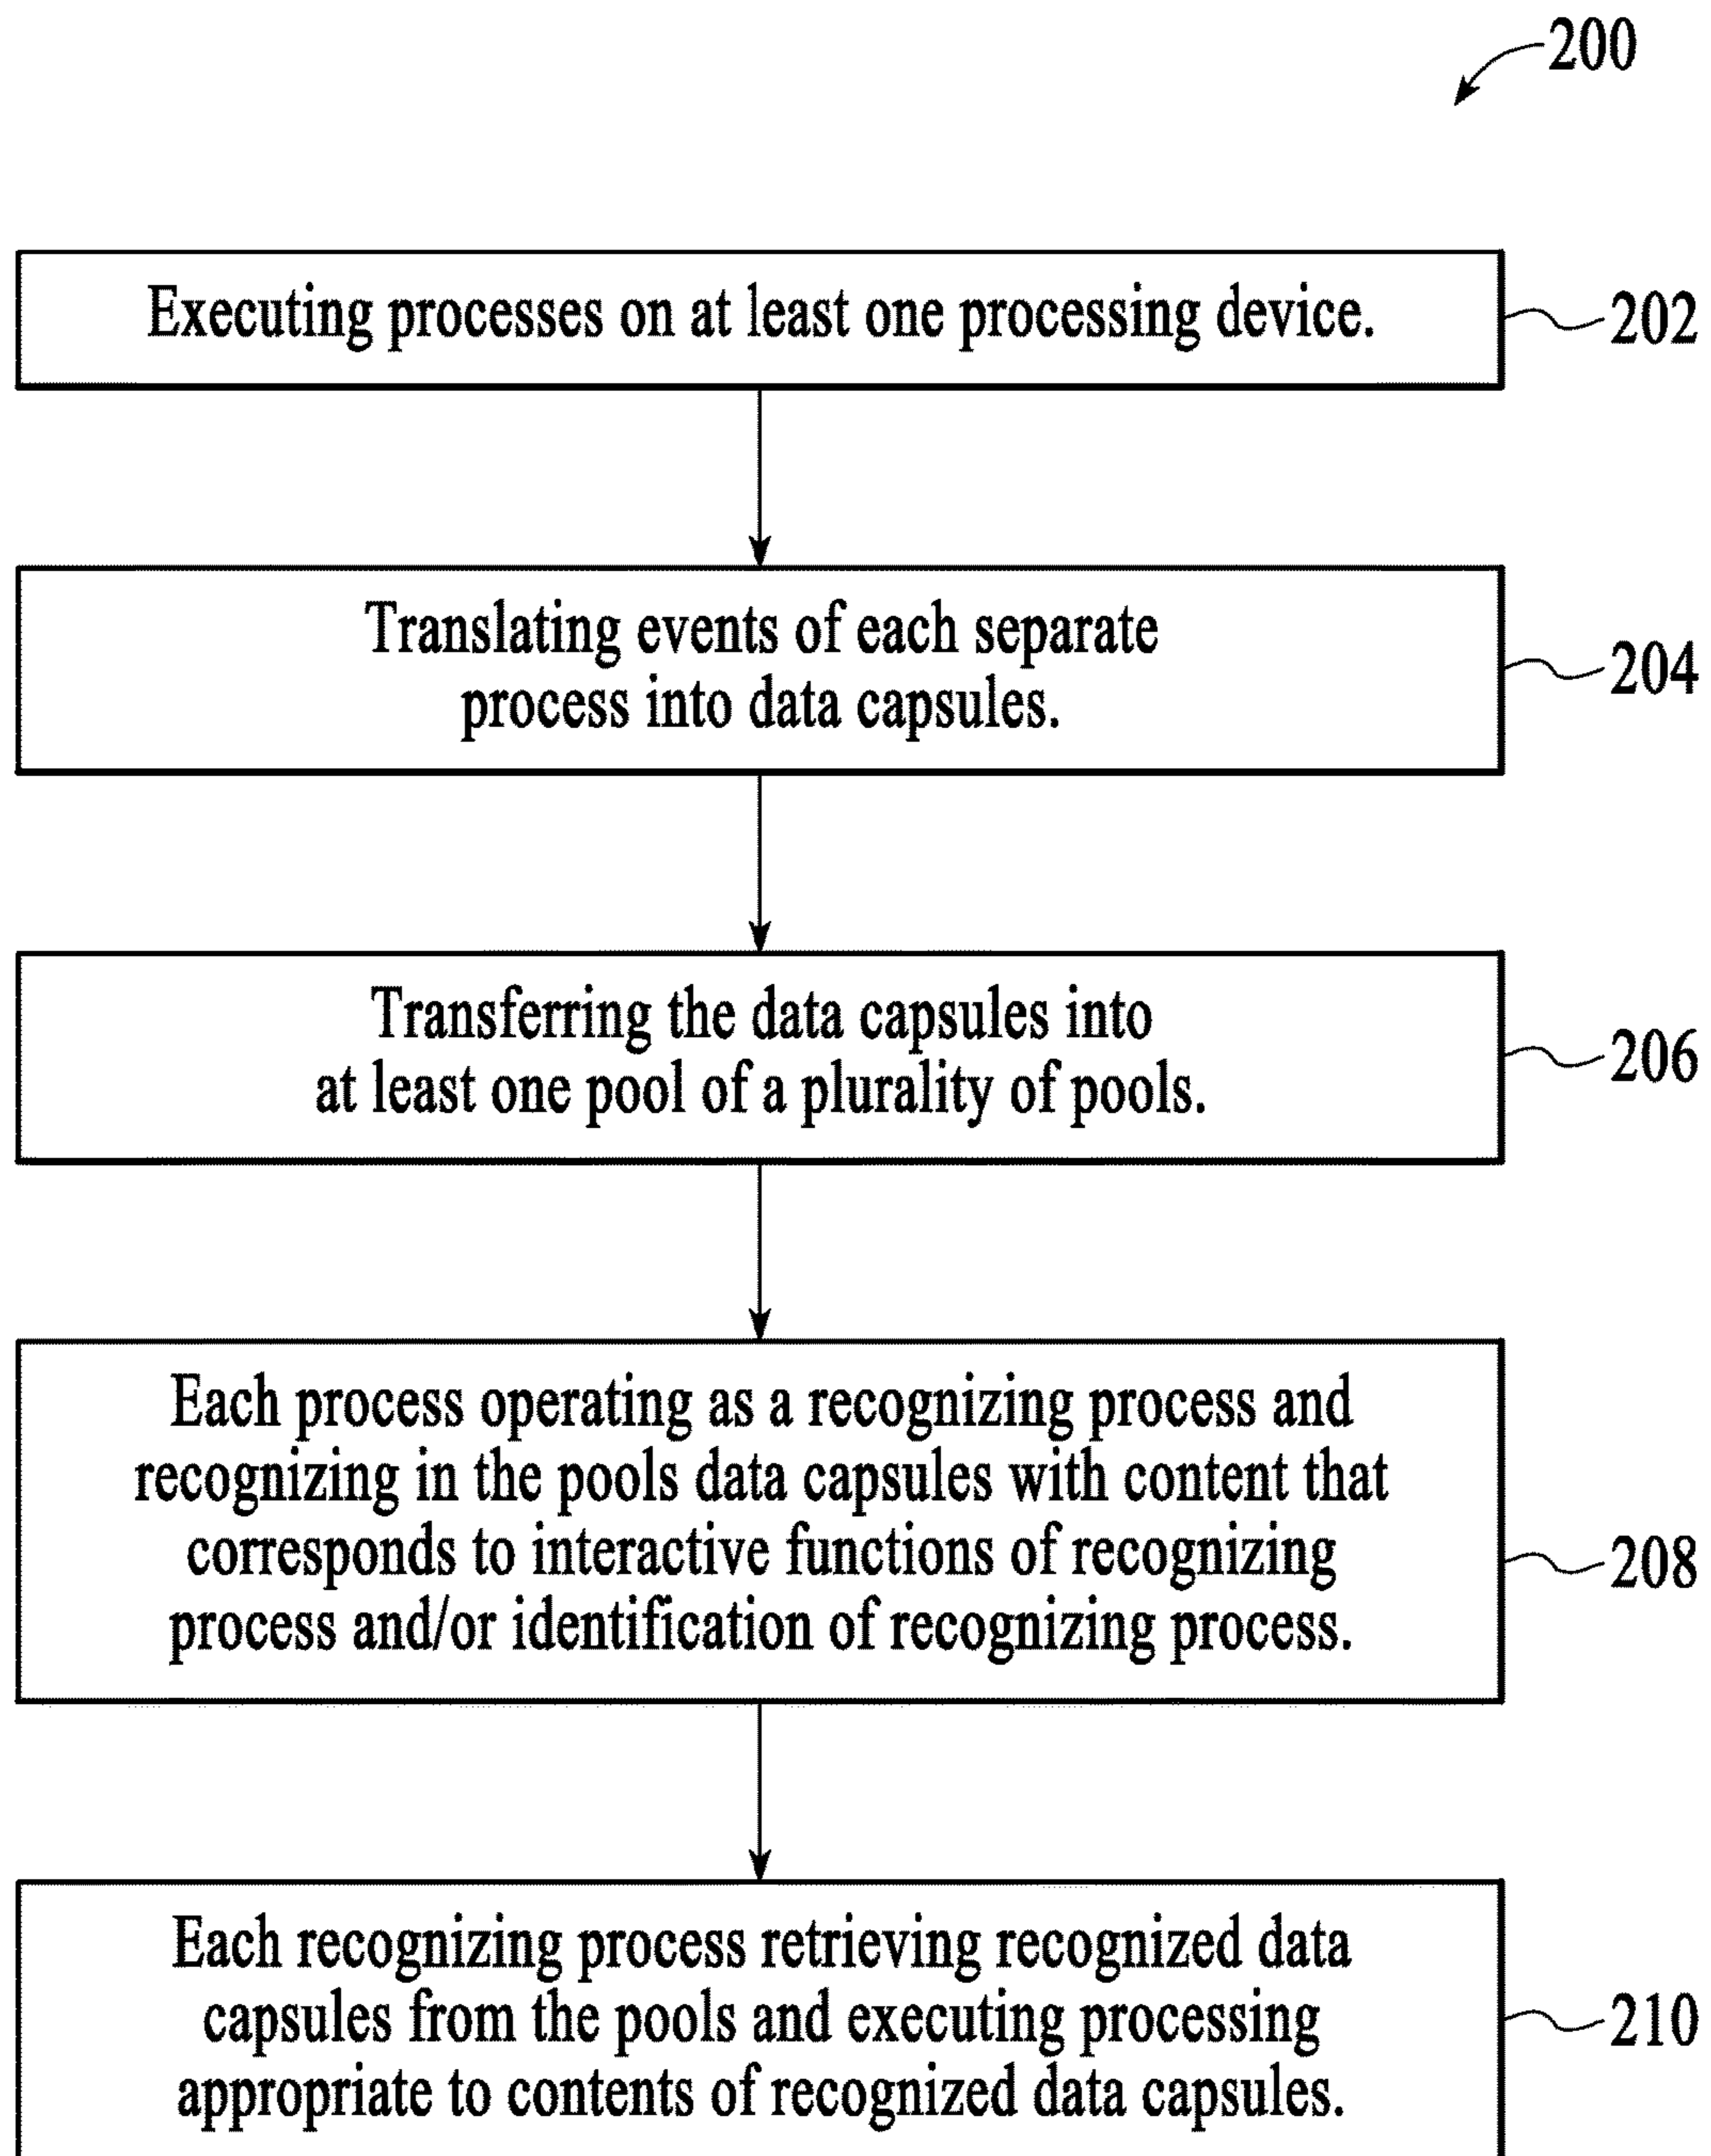 200
Executing processes on at least one processing device.
202
Translating events of each separate
process into data capsules.
204
Transferring the data capsules into
at least one pool of a plurality of pools.
206
Each process operating as a recognizing process and
recognizing in the pools data capsules with content that
corresponds to interactive functions of recognizing
process and/or identification of recognizing process.
208
Each recognizing process retrieving recognized data
capsules from the pools and executing processing
appropriate to contents of recognized data capsules.
210